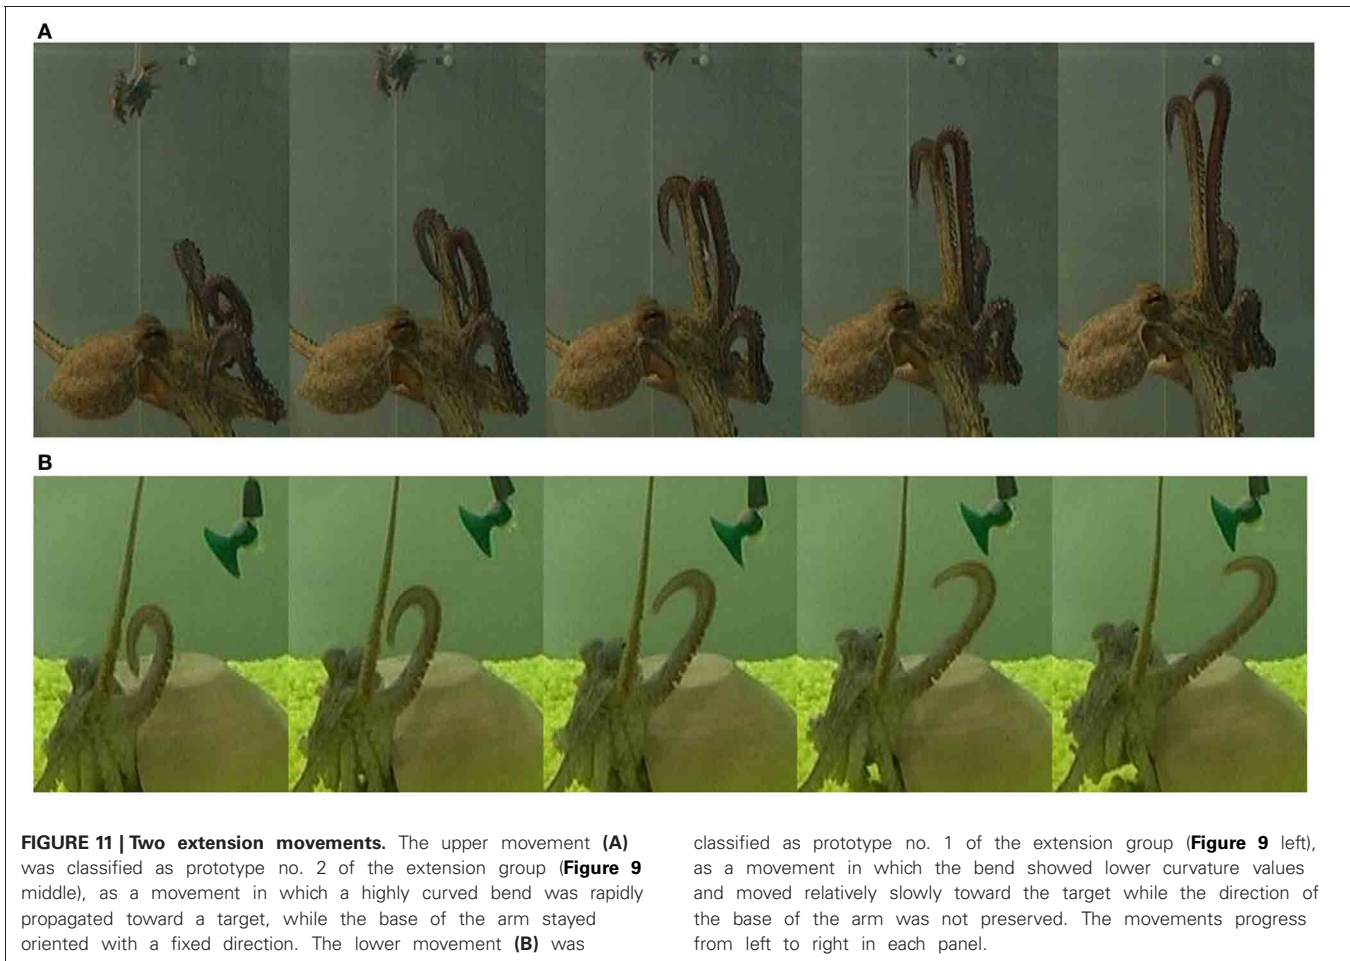 A
B
FIGURE 11 | Two extension movements. The upper movement (A)
was classified as prototype no. 2 of the extension group (Figure 9
middle), as a movement in which a highly curved bend was rapidly
propagated toward a target, while the base of the arm stayed
oriented with a fixed direction. The lower movement (B) was
classified as prototype no. 1 of the extension group (Figure 9 left),
as a movement in which the bend showed lower curvature values
and moved relatively slowly toward the target while the direction of
the base of the arm was not preserved. The movements progress
from left to right in each panel.